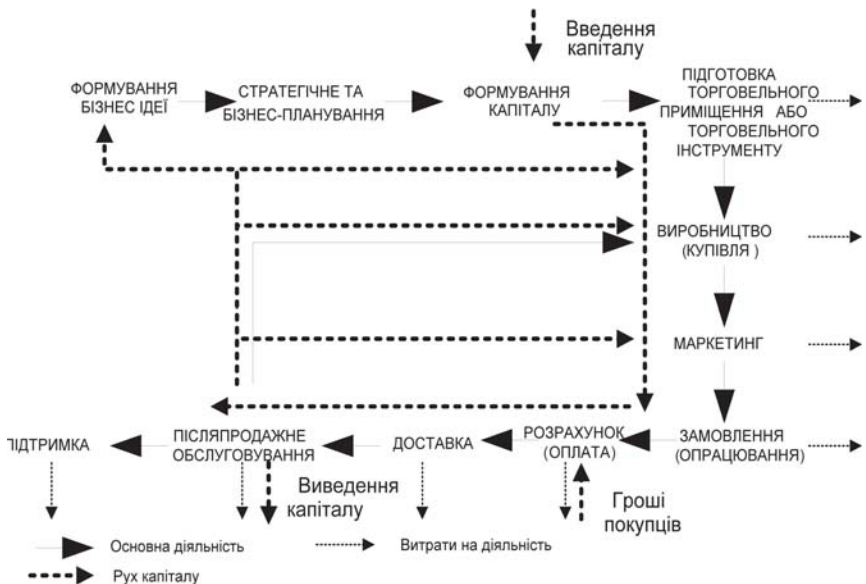 Введення
капіталу
ФОРМУВАННЯ
БІЗНЕС ІДЕЇ
СТРАТЕГІЧНЕ ТА
БІЗНЕС-ПЛАНУВАННЯ
ФОРМУВАННЯ
КАПІТАЛУ
ПІДГОТОВКА
ТОРГОВЕЛЬНОГО
ПРИМІЩЕННЯ АБО
ТОРГОВЕЛЬНОГО
ІНСТРУМЕНТУ
ВИРОБНИЦТВО
(КУПІВЛЯ )
МАРКЕТИНГ
ЗАМОВЛЕННЯ
(ОПРАЦЮВАННЯ)
РОЗРАХУНОК
(ОПЛАТА)
ДОСТАВКА
ПІСЛЯПРОДАЖНЕ
ОБСЛУГОВУВАННЯ
ПІДТРИМКА
Виведення
капіталу
Гроші
покупців
Основна діяльність
Витрати на діяльність
Рух капіталу